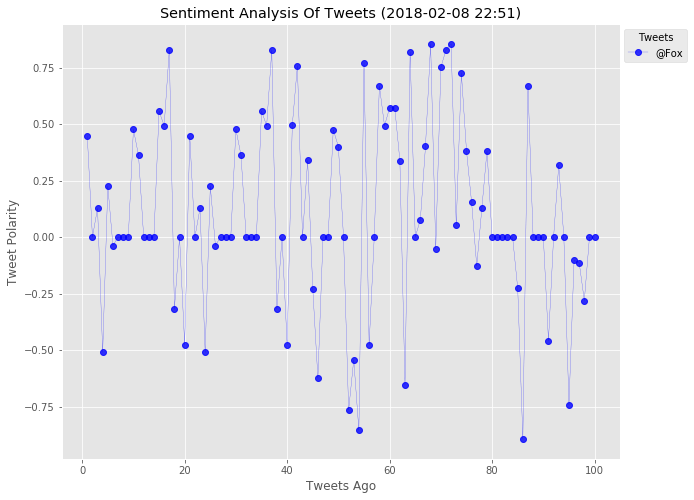 Sentiment Analysis Of Tweets (2018-02-08 22:51)
Tweets
@Fox
Tweet Polarity
0.75
0.50
0.25
0.00
−0.25
−0.50
−0.75
0 20 40 60 80 100
Tweets Ago